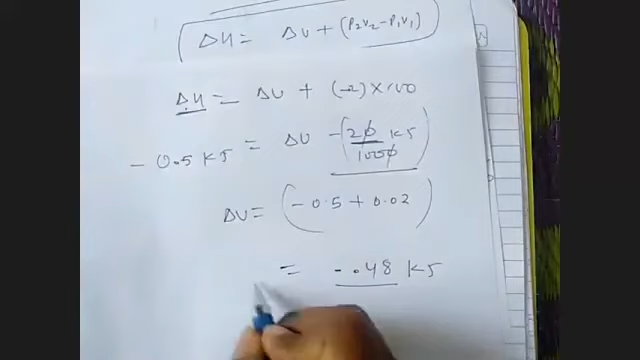 ΔH = ΔU + (P₂V₂ - P₁V₁)
ΔH = ΔU + (-2) × 100
- 0.5 KJ = ΔU - (20/1000 KJ)
ΔU = (- 0.5 + 0.02)
= - .48 KJ